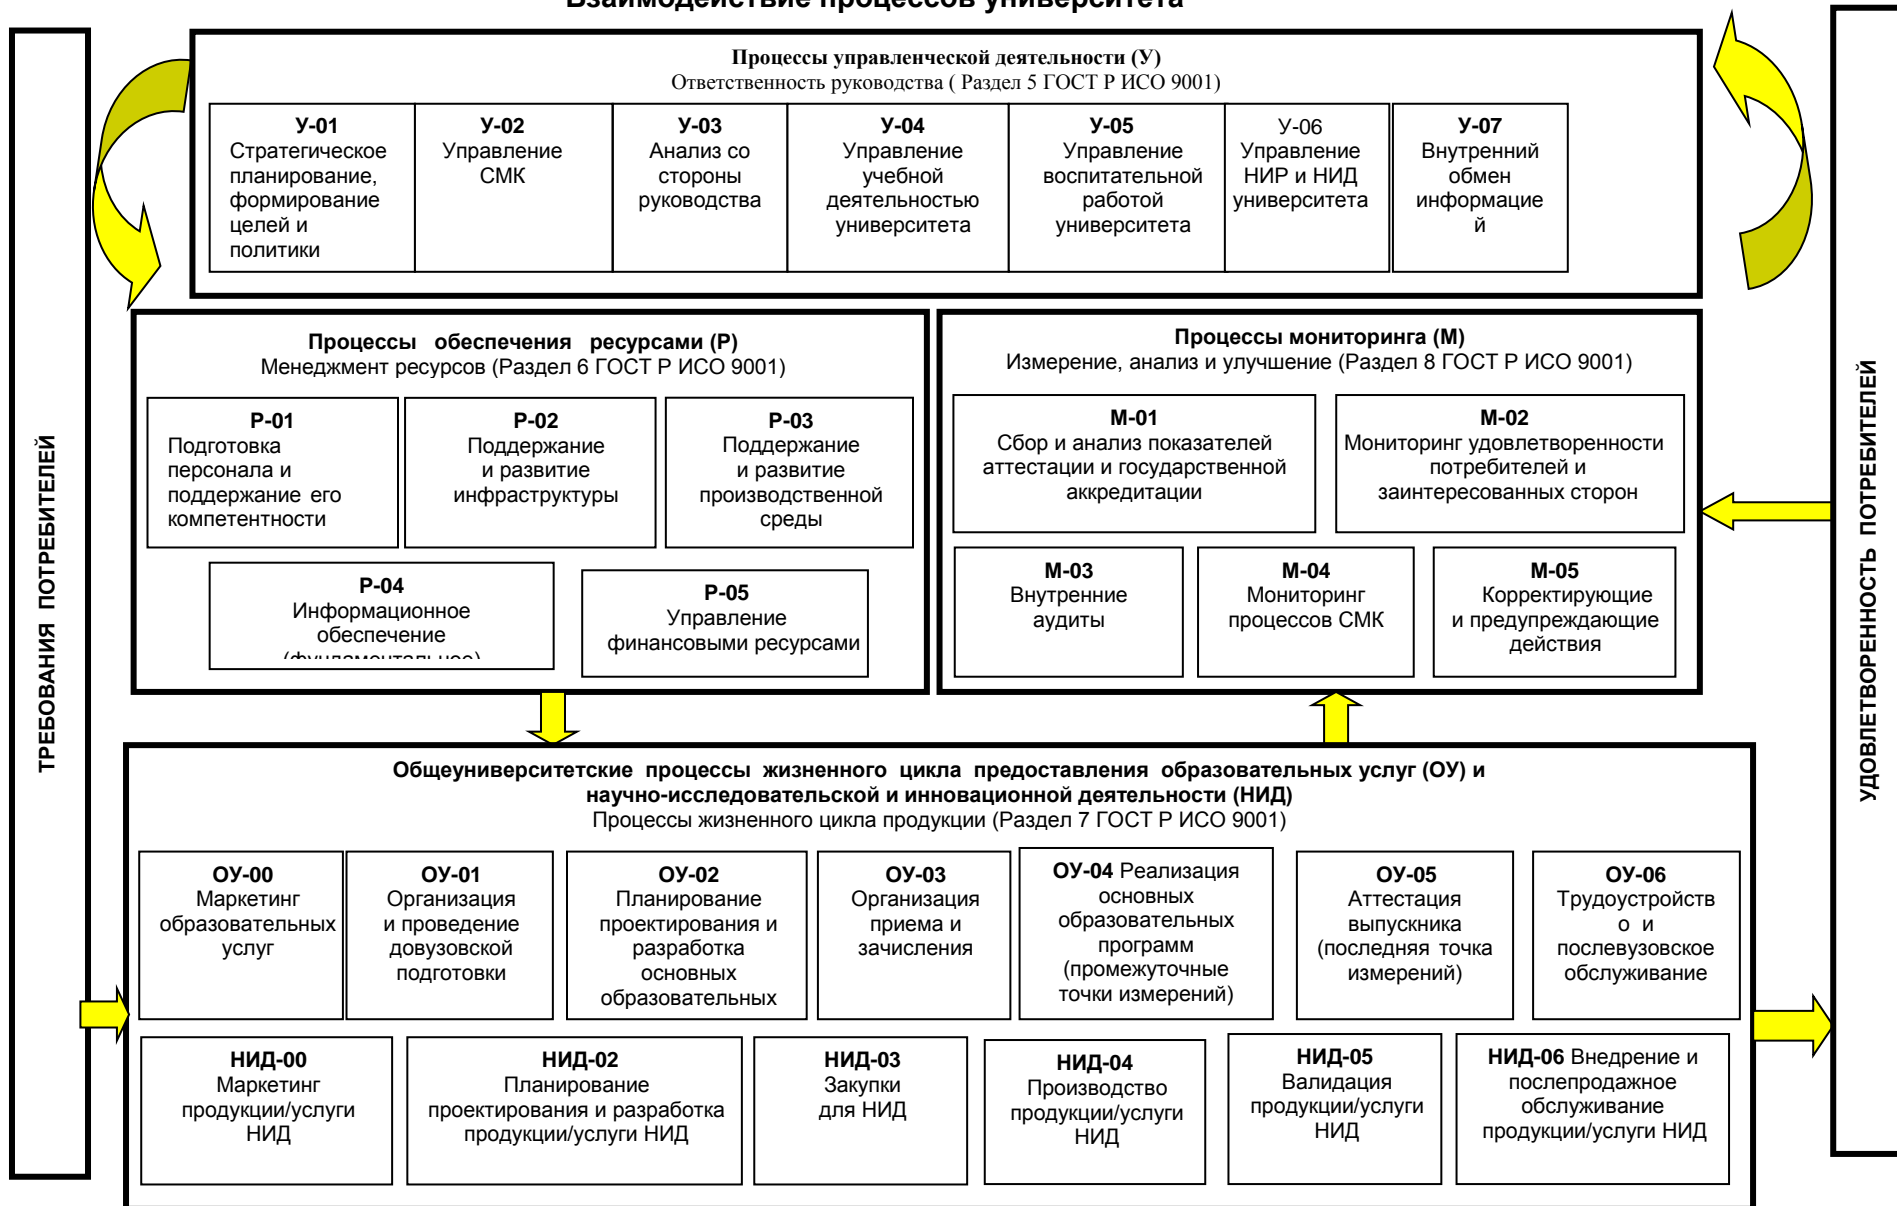 Взаимодействие процессов университета
ТРЕБОВАНИЯ ПОТРЕБИТЕЛЕЙ
Процессы управленческой деятельности (У)
Ответственность руководства ( Раздел 5 ГОСТ Р ИСО 9001)
У-01
Стратегическое
планирование,
формирование
целей и
политики
У-02
Управление
СМК
У-03
Анализ со
стороны
руководства
У-04
Управление
учебной
деятельностью
университета
У-05
Управление
воспитательной
работой
университета
У-06
Управление
НИР и НИД
университета
У-07
Внутренний
обмен
информацие
й
Процессы обеспечения ресурсами (Р)
Менеджмент ресурсов (Раздел 6 ГОСТ Р ИСО 9001)
Р-01
Подготовка
персонала и
поддержание его
компетентности
Р-02
Поддержание
и развитие
инфраструктуры
Р-03
Поддержание
и развитие
производственной
среды
Р-04
Информационное
обеспечение
(фундаментальное)
Р-05
Управление
финансовыми ресурсами
Процессы мониторинга (М)
Измерение, анализ и улучшение (Раздел 8 ГОСТ Р ИСО 9001)
М-01
Сбор и анализ показателей
аттестации и государственной
аккредитации
М-02
Мониторинг удовлетворенности
потребителей и
заинтересованных сторон
М-03
Внутренние
аудиты
М-04
Мониторинг
процессов СМК
М-05
Корректирующие
и предупреждающие
действия
Общеуниверситетские процессы жизненного цикла предоставления образовательных услуг (ОУ) и
научно-исследовательской и инновационной деятельности (НИД)
Процессы жизненного цикла продукции (Раздел 7 ГОСТ Р ИСО 9001)
ОУ-00
Маркетинг
образовательных
услуг
ОУ-01
Организация
и проведение
довузовской
подготовки
ОУ-02
Планирование
проектирования и
разработка
основных
образовательных
ОУ-03
Организация
приема и
зачисления
ОУ-04 Реализация
основных
образовательных
программ
(промежуточные
точки измерений)
ОУ-05
Аттестация
выпускника
(последняя точка
измерений)
ОУ-06
Трудоустройств
о и
послевузовское
обслуживание
НИД-00
Маркетинг
продукции/услуги
НИД
НИД-02
Планирование
проектирования и разработка
продукции/услуги НИД
НИД-03
Закупки
для НИД
НИД-04
Производство
продукции/услуги
НИД
НИД-05
Валидация
продукции/услуги
НИД
НИД-06 Внедрение и
послепродажное
обслуживание
продукции/услуги НИД
УДОВЛЕТВОРЕННОСТЬ ПОТРЕБИТЕЛЕЙ